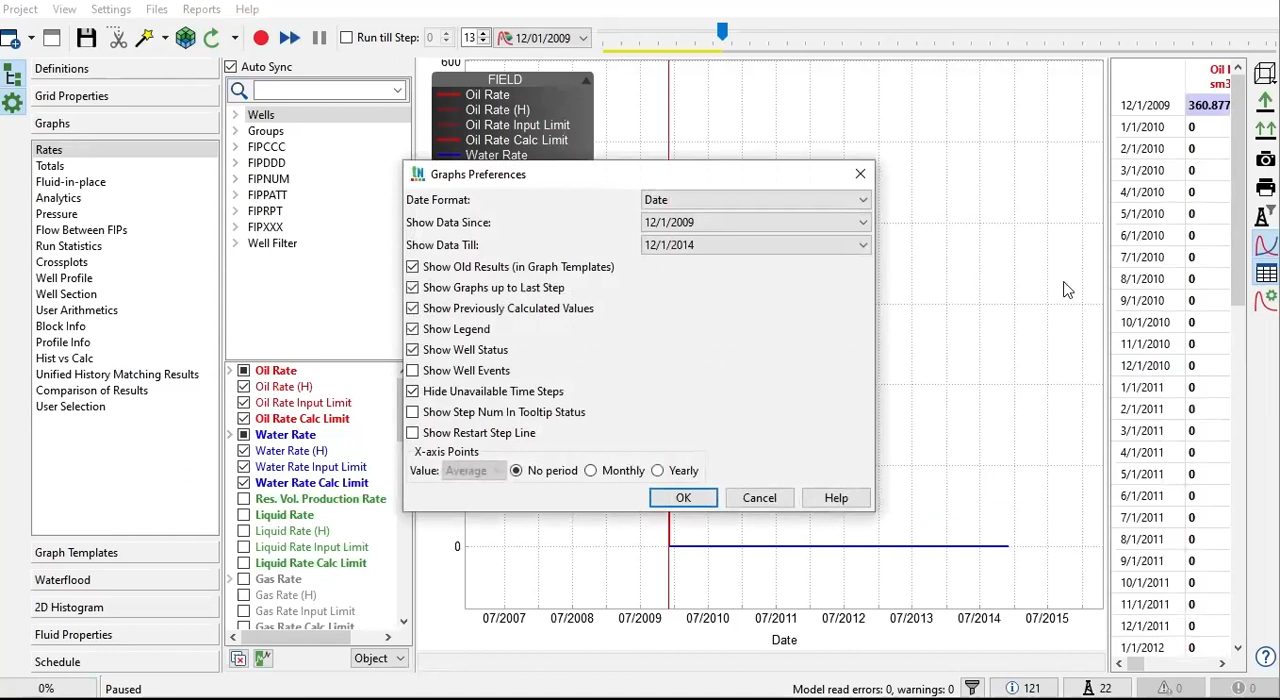 Project View Settings Files Reports Help
Run till Step: 0 13 12/01/2009
Definitions
Grid Properties
Graphs
Rates
Totals
Fluid-in-place
Analytics
Pressure
Flow Between FIPs
Run Statistics
Crossplots
Well Profile
Well Section
User Arithmetics
Block Info
Profile Info
Hist vs Calc
Unified History Matching Results
Comparison of Results
User Selection
Graph Templates
Waterflood
2D Histogram
Fluid Properties
Schedule
Auto Sync
Wells
Groups
FIPCCC
FIPDDD
FIPNUM
FIPPATT
FIPRPT
FIPXXX
Well Filter
Oil Rate
Oil Rate (H)
Oil Rate Input Limit
Oil Rate Calc Limit
Water Rate
Water Rate (H)
Water Rate Input Limit
Water Rate Calc Limit
Res. Vol. Production Rate
Liquid Rate
Liquid Rate (H)
Liquid Rate Input Limit
Liquid Rate Calc Limit
Gas Rate
Gas Rate (H)
Gas Rate Input Limit
Gas Rate Calc Limit
Object
600
FIELD
Oil Rate
Oil Rate (H)
Oil Rate Input Limit
Oil Rate Calc Limit
Water Rate
Graphs Preferences
Date Format: Date
Show Data Since: 12/1/2009
Show Data Till: 12/1/2014
Show Old Results (in Graph Templates)
Show Graphs up to Last Step
Show Previously Calculated Values
Show Legend
Show Well Status
Show Well Events
Hide Unavailable Time Steps
Show Step Num In Tooltip Status
Show Restart Step Line
X-axis Points
Value: Average No period Monthly Yearly
OK Cancel Help
0
07/2007 07/2008 07/2009 07/2010 07/2011 07/2012 07/2013 07/2014 07/2015
Date
Oil
sm3
12/1/2009 360.877
1/1/2010 0
2/1/2010 0
3/1/2010 0
4/1/2010 0
5/1/2010 0
6/1/2010 0
7/1/2010 0
8/1/2010 0
9/1/2010 0
10/1/2010 0
11/1/2010 0
12/1/2010 0
1/1/2011 0
2/1/2011 0
3/1/2011 0
4/1/2011 0
5/1/2011 0
6/1/2011 0
7/1/2011 0
8/1/2011 0
9/1/2011 0
10/1/2011 0
11/1/2011 0
12/1/2011 0
1/1/2012 0
0% Paused Model read errors: 0, warnings: 0 121 22 0 0